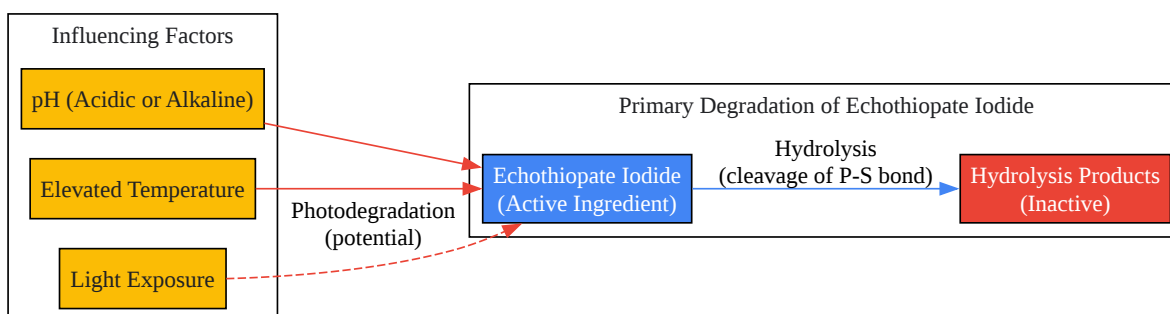 Influencing Factors
pH (Acidic or Alkaline)
Elevated Temperature
Light Exposure
Photodegradation
(potential)
Primary Degradation of Echothiopate Iodide
Echothiopate Iodide
(Active Ingredient)
Hydrolysis
(cleavage of P-S bond)
Hydrolysis Products
(Inactive)